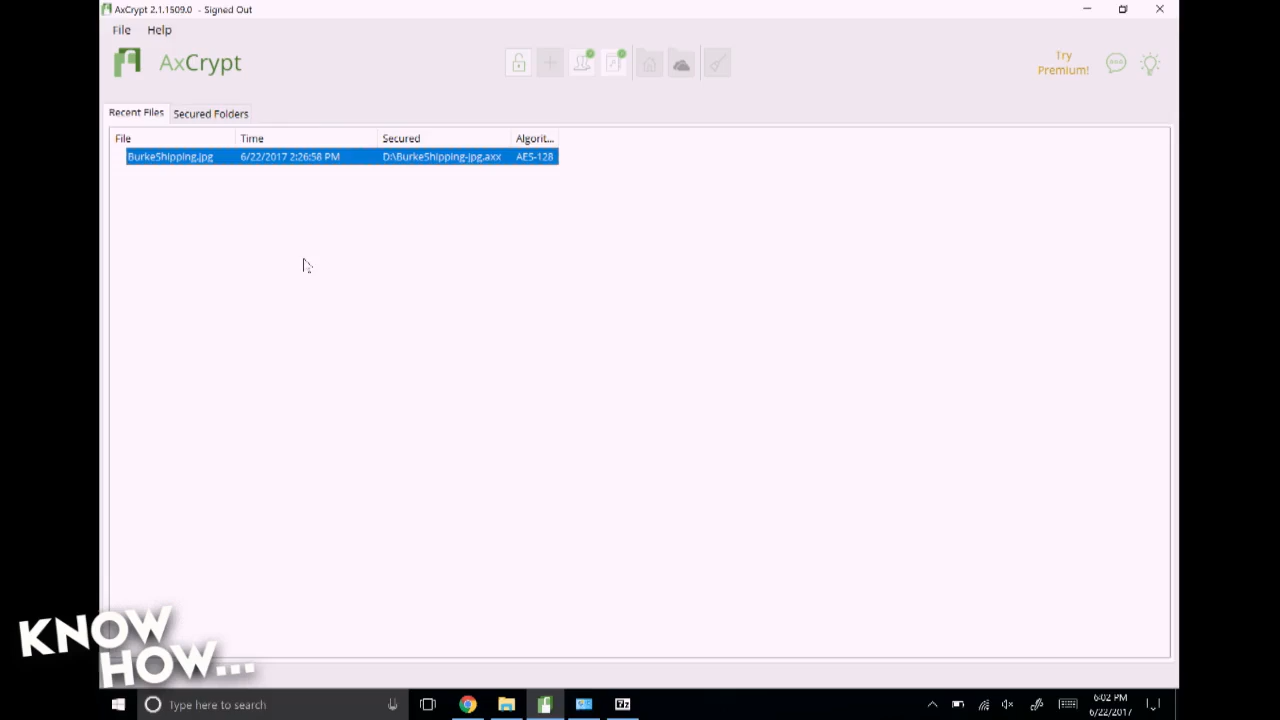 AxCrypt 2.1.1509.0 - Signed Out
File Help
AxCrypt
Try
Premium!
Recent Files Secured Folders
File Time Secured Algorit...
BurkeShipping.jpg 6/22/2017 2:26:58 PM D:\BurkeShipping-jpg.axx AES-128
KNOW
HOW...
Type here to search
6:02 PM
6/22/2017